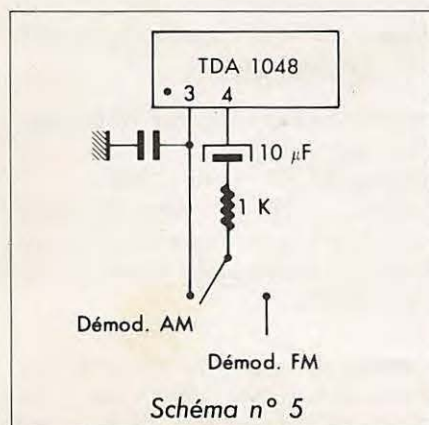 TDA 1048
3 4
10 µF
1 K
Démod. AM
Démod. FM
Schéma n° 5